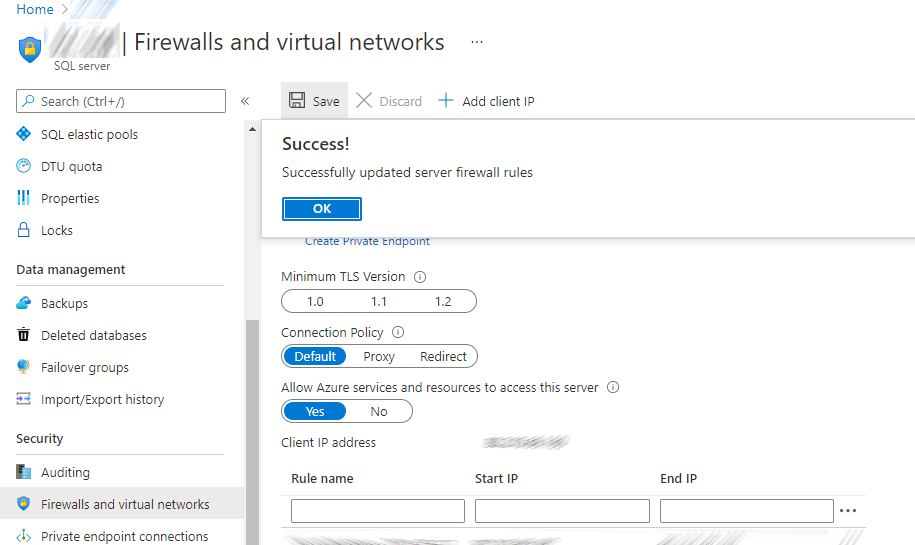 Home
| Firewalls and virtual networks ...
SQL server
Search (Ctrl+/)
«
Save
Discard
Add client IP
SQL elastic pools
DTU quota
Properties
Locks
Data management
Backups
Deleted databases
Failover groups
Import/Export history
Security
Auditing
Firewalls and virtual networks
Private endpoint connections
Success!
Successfully updated server firewall rules
OK
Create Private Endpoint
Minimum TLS Version
1.0 1.1 1.2
Connection Policy
Default Proxy Redirect
Allow Azure services and resources to access this server
Yes No
Client IP address
Rule name Start IP End IP